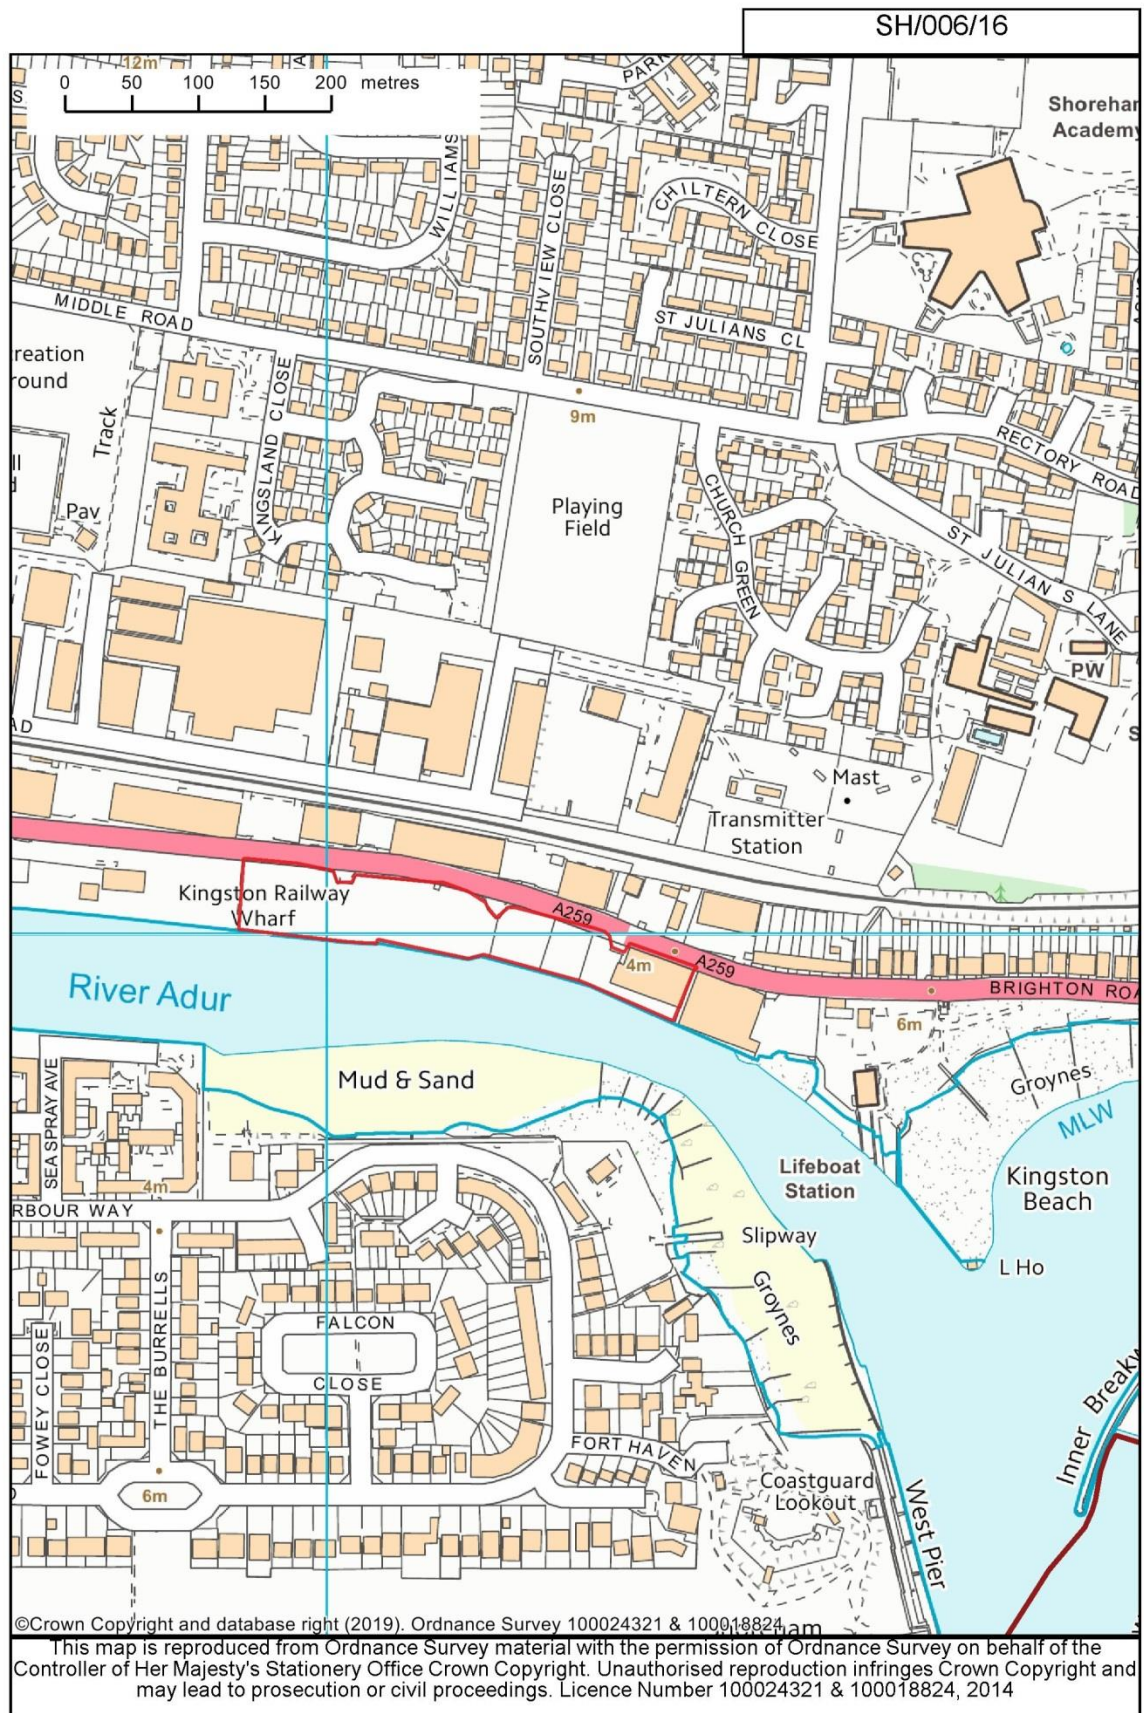 SH/006/16
12m
0 50 100 150 200 metres
PARK
Shoreham
Academy
WILLIAMS
SOUTHVIEW CLOSE
CHILTERN CLOSE
MIDDLE ROAD
ST JULIANS CL
reation
round
Track
KINGSLAND CLOSE
9m
RECTORY ROAD
ll
d
Pav
Playing
Field
CHURCH GREEN
ST JULIAN S LANE
PW
S
AD
Mast
Transmitter
Station
Kingston Railway
Wharf
A259
4m
A259
BRIGHTON ROA
River Adur
6m
Groynes
Mud & Sand
MLW
SEA SPRAY AVE
Lifeboat
Station
Kingston
Beach
4m
RBOUR WAY
Slipway
L Ho
Groynes
THE BURRELLS
FALCON
CLOSE
FOWEY CLOSE
Inner Breakw
FORT HAVEN
Coastguard
Lookout
6m
West Pier
©Crown Copyright and database right (2019). Ordnance Survey 100024321 & 100018824
This map is reproduced from Ordnance Survey material with the permission of Ordnance Survey on behalf of the
Controller of Her Majesty's Stationery Office Crown Copyright. Unauthorised reproduction infringes Crown Copyright and
may lead to prosecution or civil proceedings. Licence Number 100024321 & 100018824, 2014